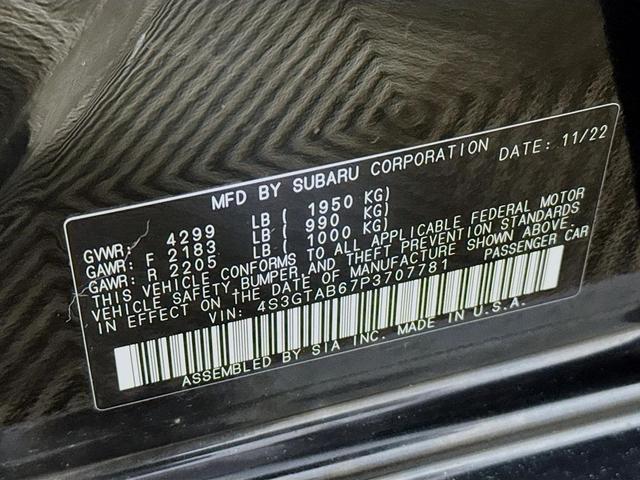 MFD BY SUBARU CORPORATION DATE: 11/22
GVWR: 4299 LB ( 1950 KG)
GAWR: F 2183 LB ( 990 KG)
GAWR: R 2205 LB ( 1000 KG)
THIS VEHICLE CONFORMS TO ALL APPLICABLE FEDERAL MOTOR
VEHICLE SAFETY, BUMPER, AND THEFT PREVENTION STANDARDS
IN EFFECT ON THE DATE OF MANUFACTURE SHOWN ABOVE.
VIN: 4S3GTAB67P3707781 PASSENGER CAR
ASSEMBLED BY SIA INC. MADE IN U.S.A.